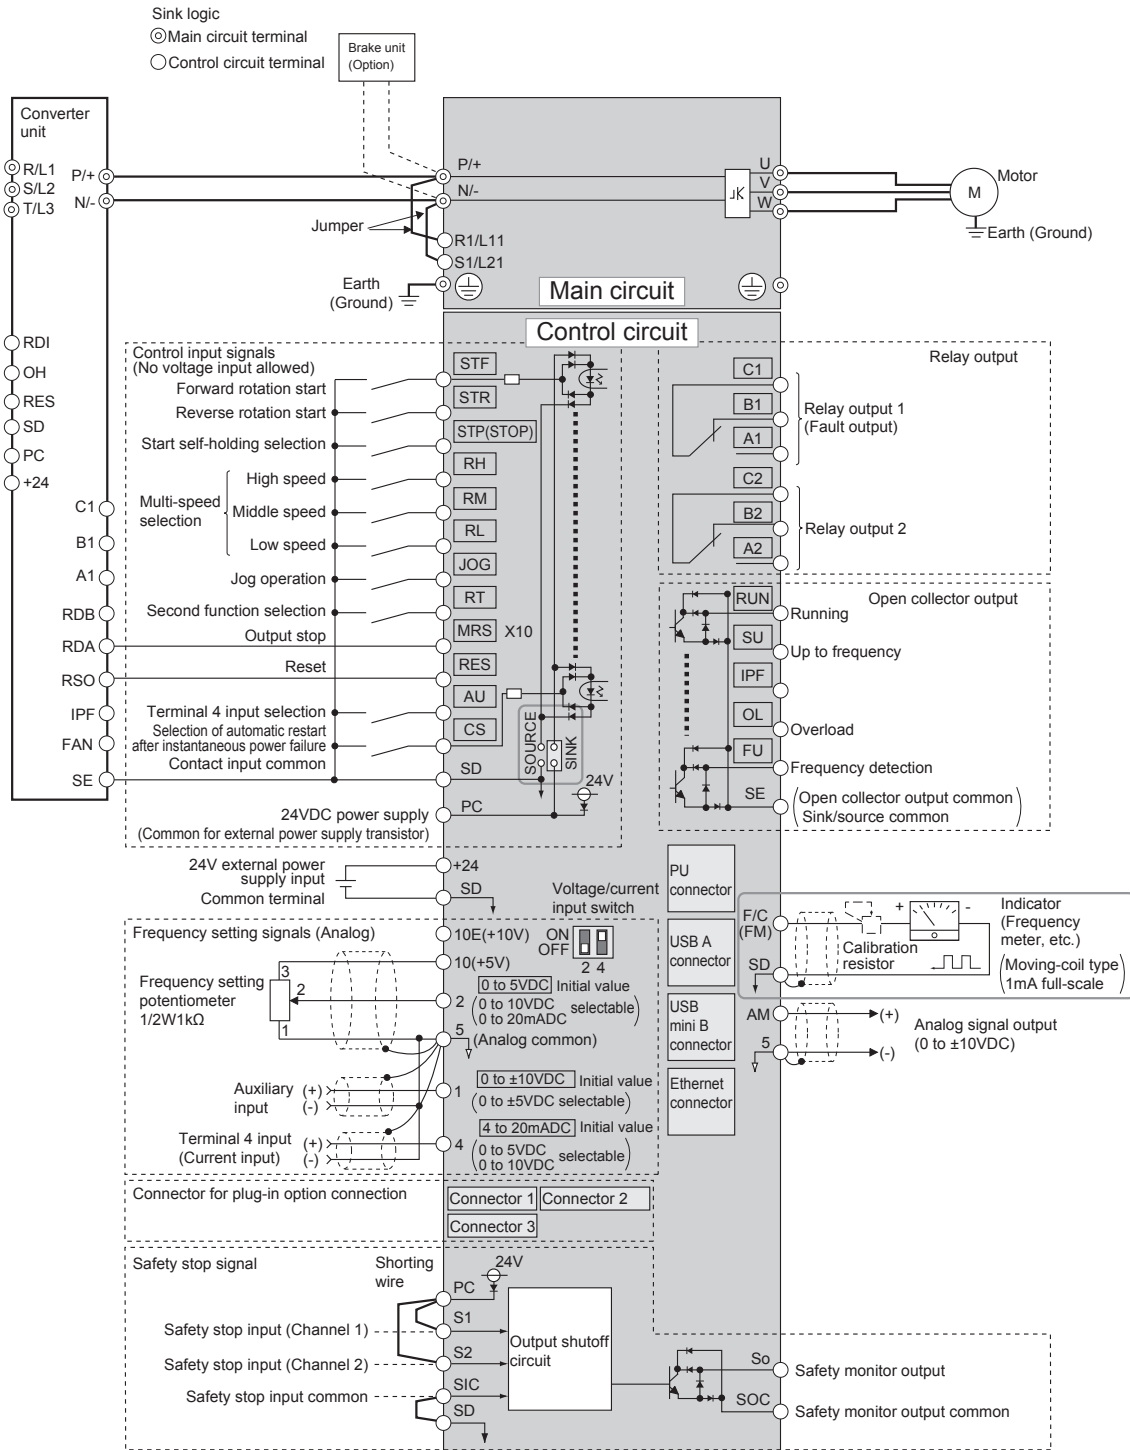 Sink logic
Main circuit terminal
Control circuit terminal
Brake unit
(Option)
Converter
unit
R/L1
S/L2
T/L3
P/+
N/-
P/+
N/-
Jumper
R1/L11
S1/L21
Earth
(Ground)
U
V
W
M
Motor
Earth (Ground)
Main circuit
Control circuit
RDI
OH
RES
SD
PC
+24
C1
B1
A1
RDB
RDA
RSO
IPF
FAN
SE
Control input signals
(No voltage input allowed)
Forward rotation start
Reverse rotation start
Start self-holding selection
Multi-speed
selection
High speed
Middle speed
Low speed
Jog operation
Second function selection
Output stop
Reset
Terminal 4 input selection
Selection of automatic restart
after instantaneous power failure
Contact input common
24VDC power supply
(Common for external power supply transistor)
STF
STR
STP(STOP)
RH
RM
RL
JOG
RT
MRS X10
RES
AU
CS
SD
PC
SOURCE
SINK
24V
Relay output
C1
B1
A1
Relay output 1
(Fault output)
C2
B2
A2
Relay output 2
Open collector output
RUN
Running
SU
Up to frequency
IPF
OL
Overload
FU
Frequency detection
SE
(Open collector output common
Sink/source common)
24V external power
supply input
Common terminal
+24
SD
Voltage/current
input switch
ON
OFF
2 4
PU
connector
USB A
connector
USB
mini B
connector
Ethernet
connector
F/C
(FM)
SD
+ -
Calibration
resistor
Indicator
(Frequency
meter, etc.)
(Moving-coil type
1mA full-scale)
AM
5
(+)
(-)
Analog signal output
(0 to ±10VDC)
Frequency setting signals (Analog)
Frequency setting
potentiometer
1/2W1kΩ
3
2
1
10E(+10V)
10(+5V)
2
0 to 5VDC Initial value
(0 to 10VDC
0 to 20mADC selectable)
5
(Analog common)
Auxiliary
input
(+)
(-)
1
0 to ±10VDC Initial value
(0 to ±5VDC selectable)
Terminal 4 input
(Current input)
(+)
(-)
4
4 to 20mADC Initial value
(0 to 5VDC
0 to 10VDC selectable)
Connector for plug-in option connection
Connector 1
Connector 2
Connector 3
Safety stop signal
Shorting
wire
24V
PC
S1
S2
SIC
SD
Safety stop input (Channel 1)
Safety stop input (Channel 2)
Safety stop input common
Output shutoff
circuit
So
SOC
Safety monitor output
Safety monitor output common